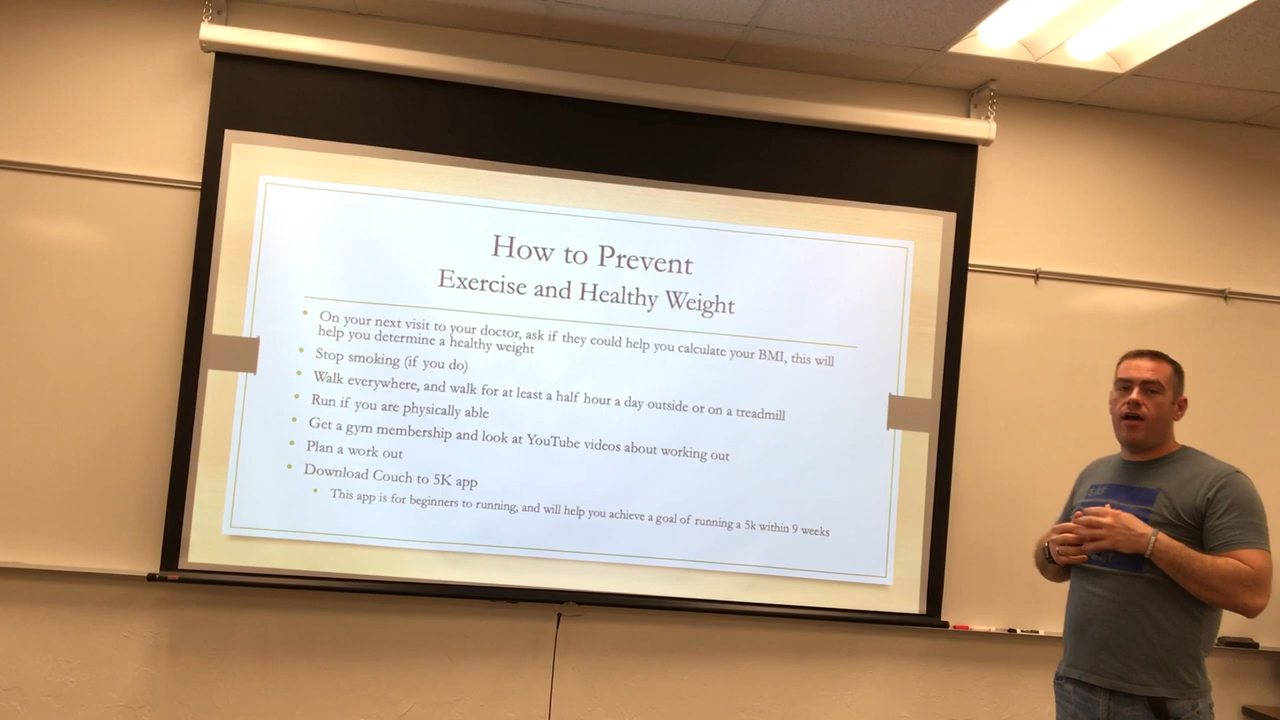 How to Prevent
Exercise and Healthy Weight
• On your next visit to your doctor, ask if they could help you calculate your BMI, this will
help you determine a healthy weight
• Stop smoking (if you do)
• Walk everywhere, and walk for at least a half hour a day outside or on a treadmill
• Run if you are physically able
• Get a gym membership and look at YouTube videos about working out
• Plan a work out
• Download Couch to 5K app
• This app is for beginners to running, and will help you achieve a goal of running a 5k within 9 weeks
EAT